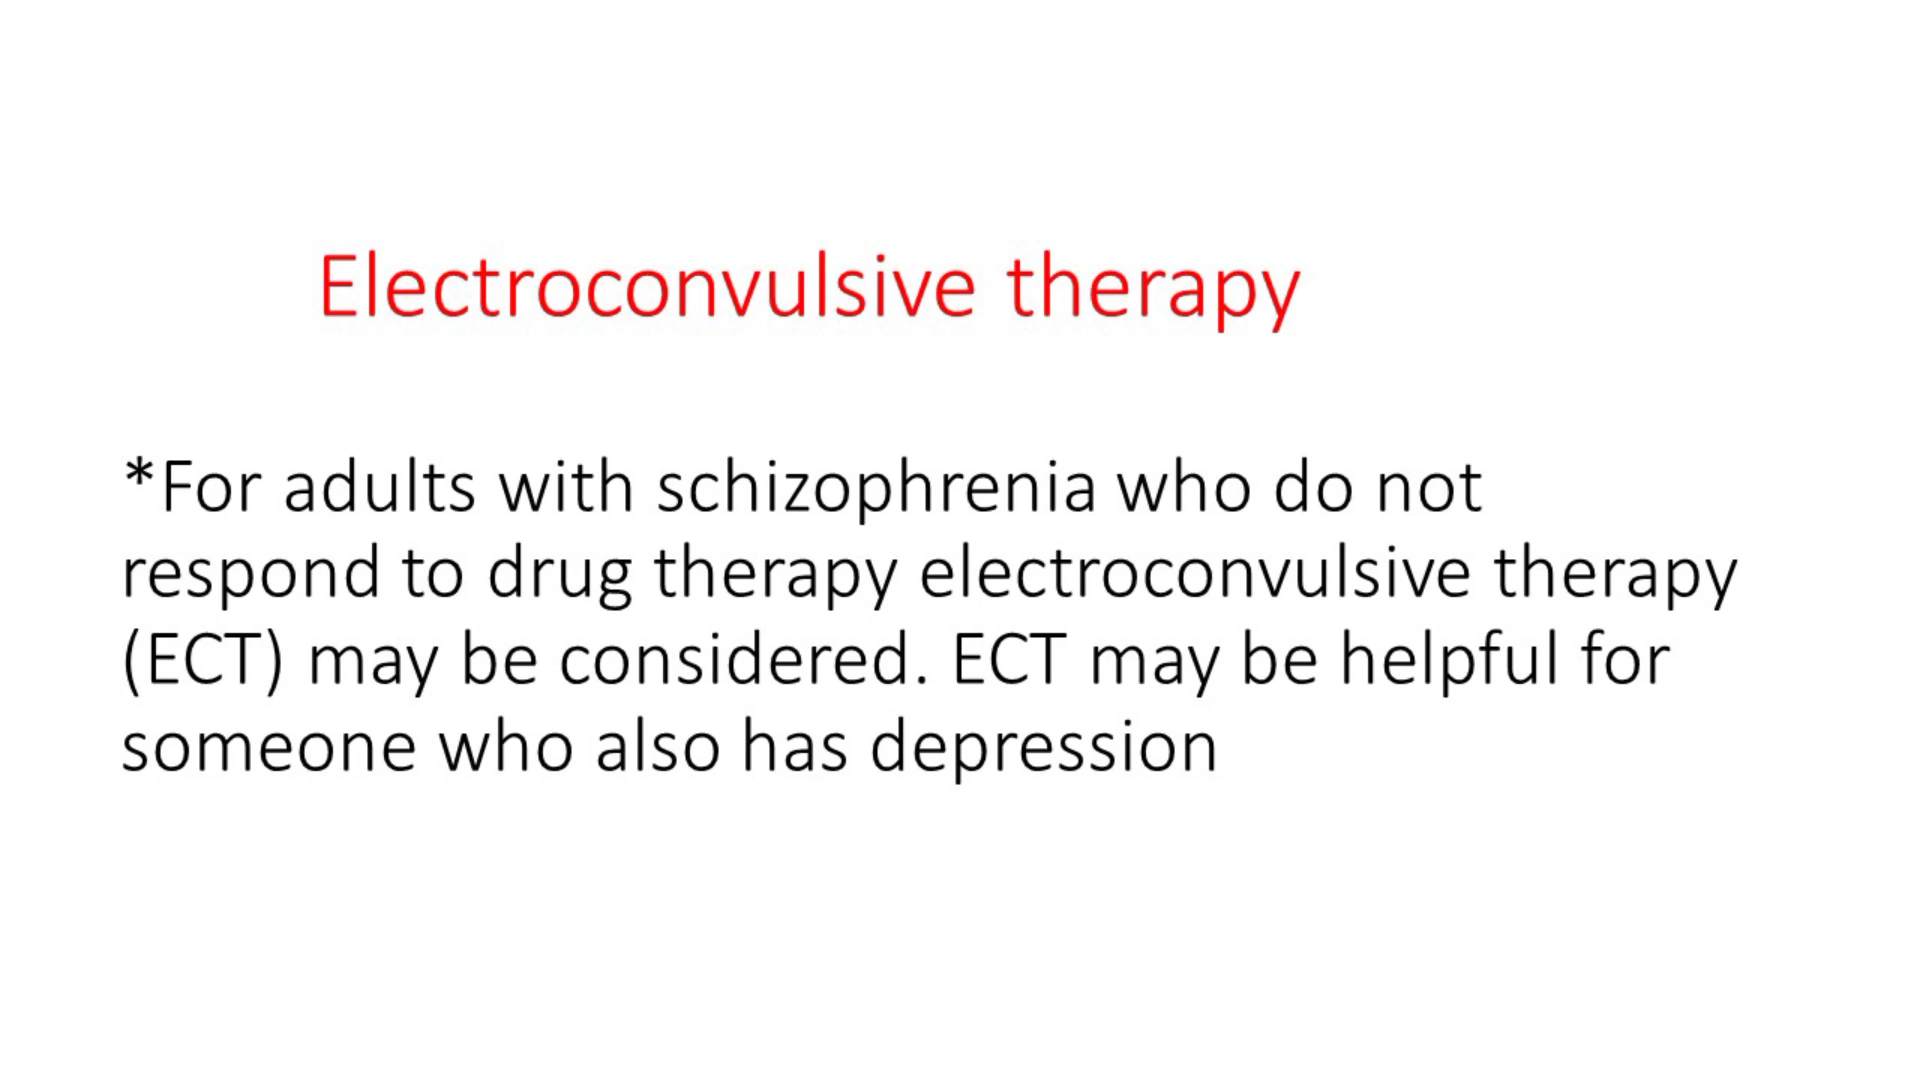 Electroconvulsive therapy
*For adults with schizophrenia who do not
respond to drug therapy electroconvulsive therapy
(ECT) may be considered. ECT may be helpful for
someone who also has depression